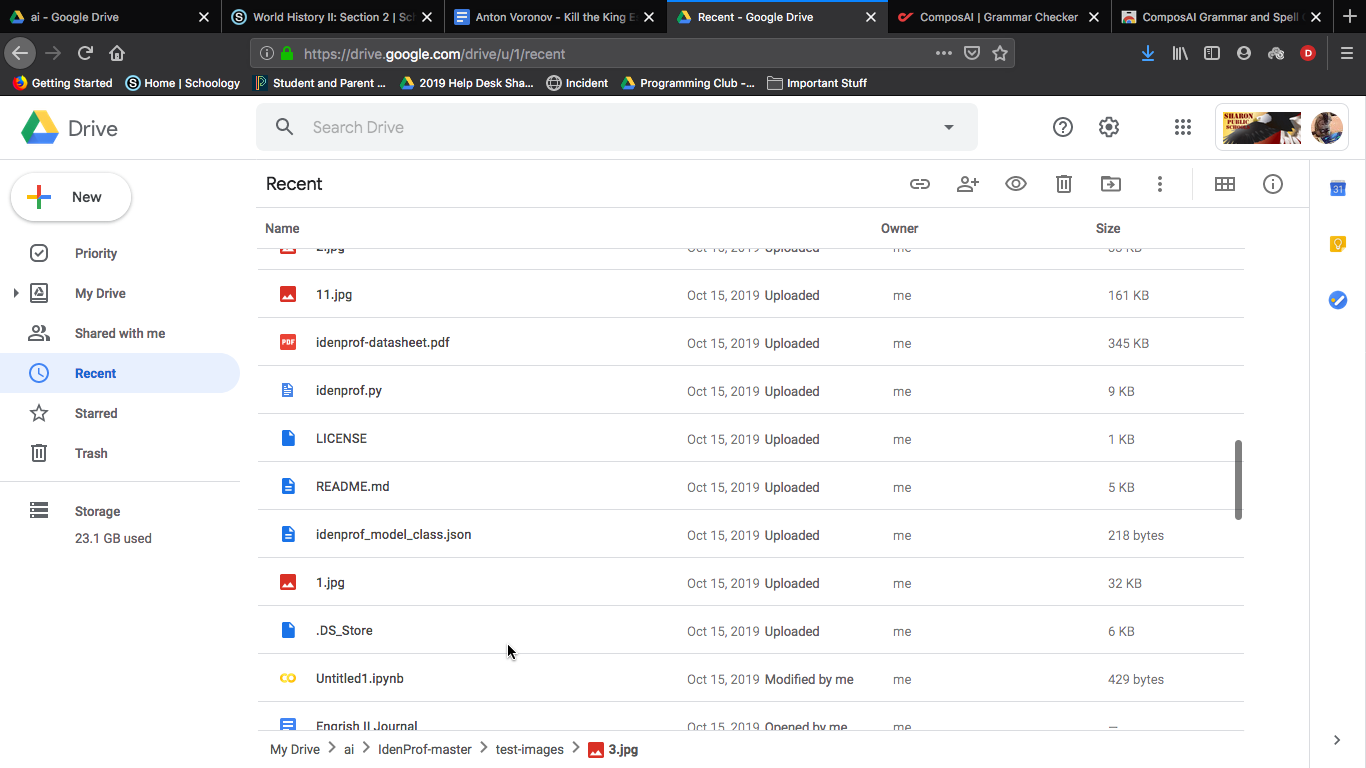 ai - Google Drive
World History II: Section 2 | Sc
Anton Voronov - Kill the King E
Recent - Google Drive
ComposAI | Grammar Checker
ComposAI Grammar and Spell
https://drive.google.com/drive/u/1/recent
D
Getting Started
Home | Schoology
Student and Parent ...
2019 Help Desk Sha...
Incident
Programming Club -...
Important Stuff
Drive
Search Drive
SHARON
PUBLIC
SCHOOLS
New
Recent
31
Name Owner Size
Priority
My Drive
Shared with me
Recent
Starred
Trash
Storage
23.1 GB used
2.jpg Oct 15, 2019 Uploaded me
11.jpg Oct 15, 2019 Uploaded me 161 KB
PDF idenprof-datasheet.pdf Oct 15, 2019 Uploaded me 345 KB
idenprof.py Oct 15, 2019 Uploaded me 9 KB
LICENSE Oct 15, 2019 Uploaded me 1 KB
README.md Oct 15, 2019 Uploaded me 5 KB
idenprof_model_class.json Oct 15, 2019 Uploaded me 218 bytes
1.jpg Oct 15, 2019 Uploaded me 32 KB
.DS_Store Oct 15, 2019 Uploaded me 6 KB
Untitled1.ipynb Oct 15, 2019 Modified by me me 429 bytes
Engrish II Journal Oct 15, 2019 Opened by me me —
My Drive > ai > IdenProf-master > test-images > 3.jpg